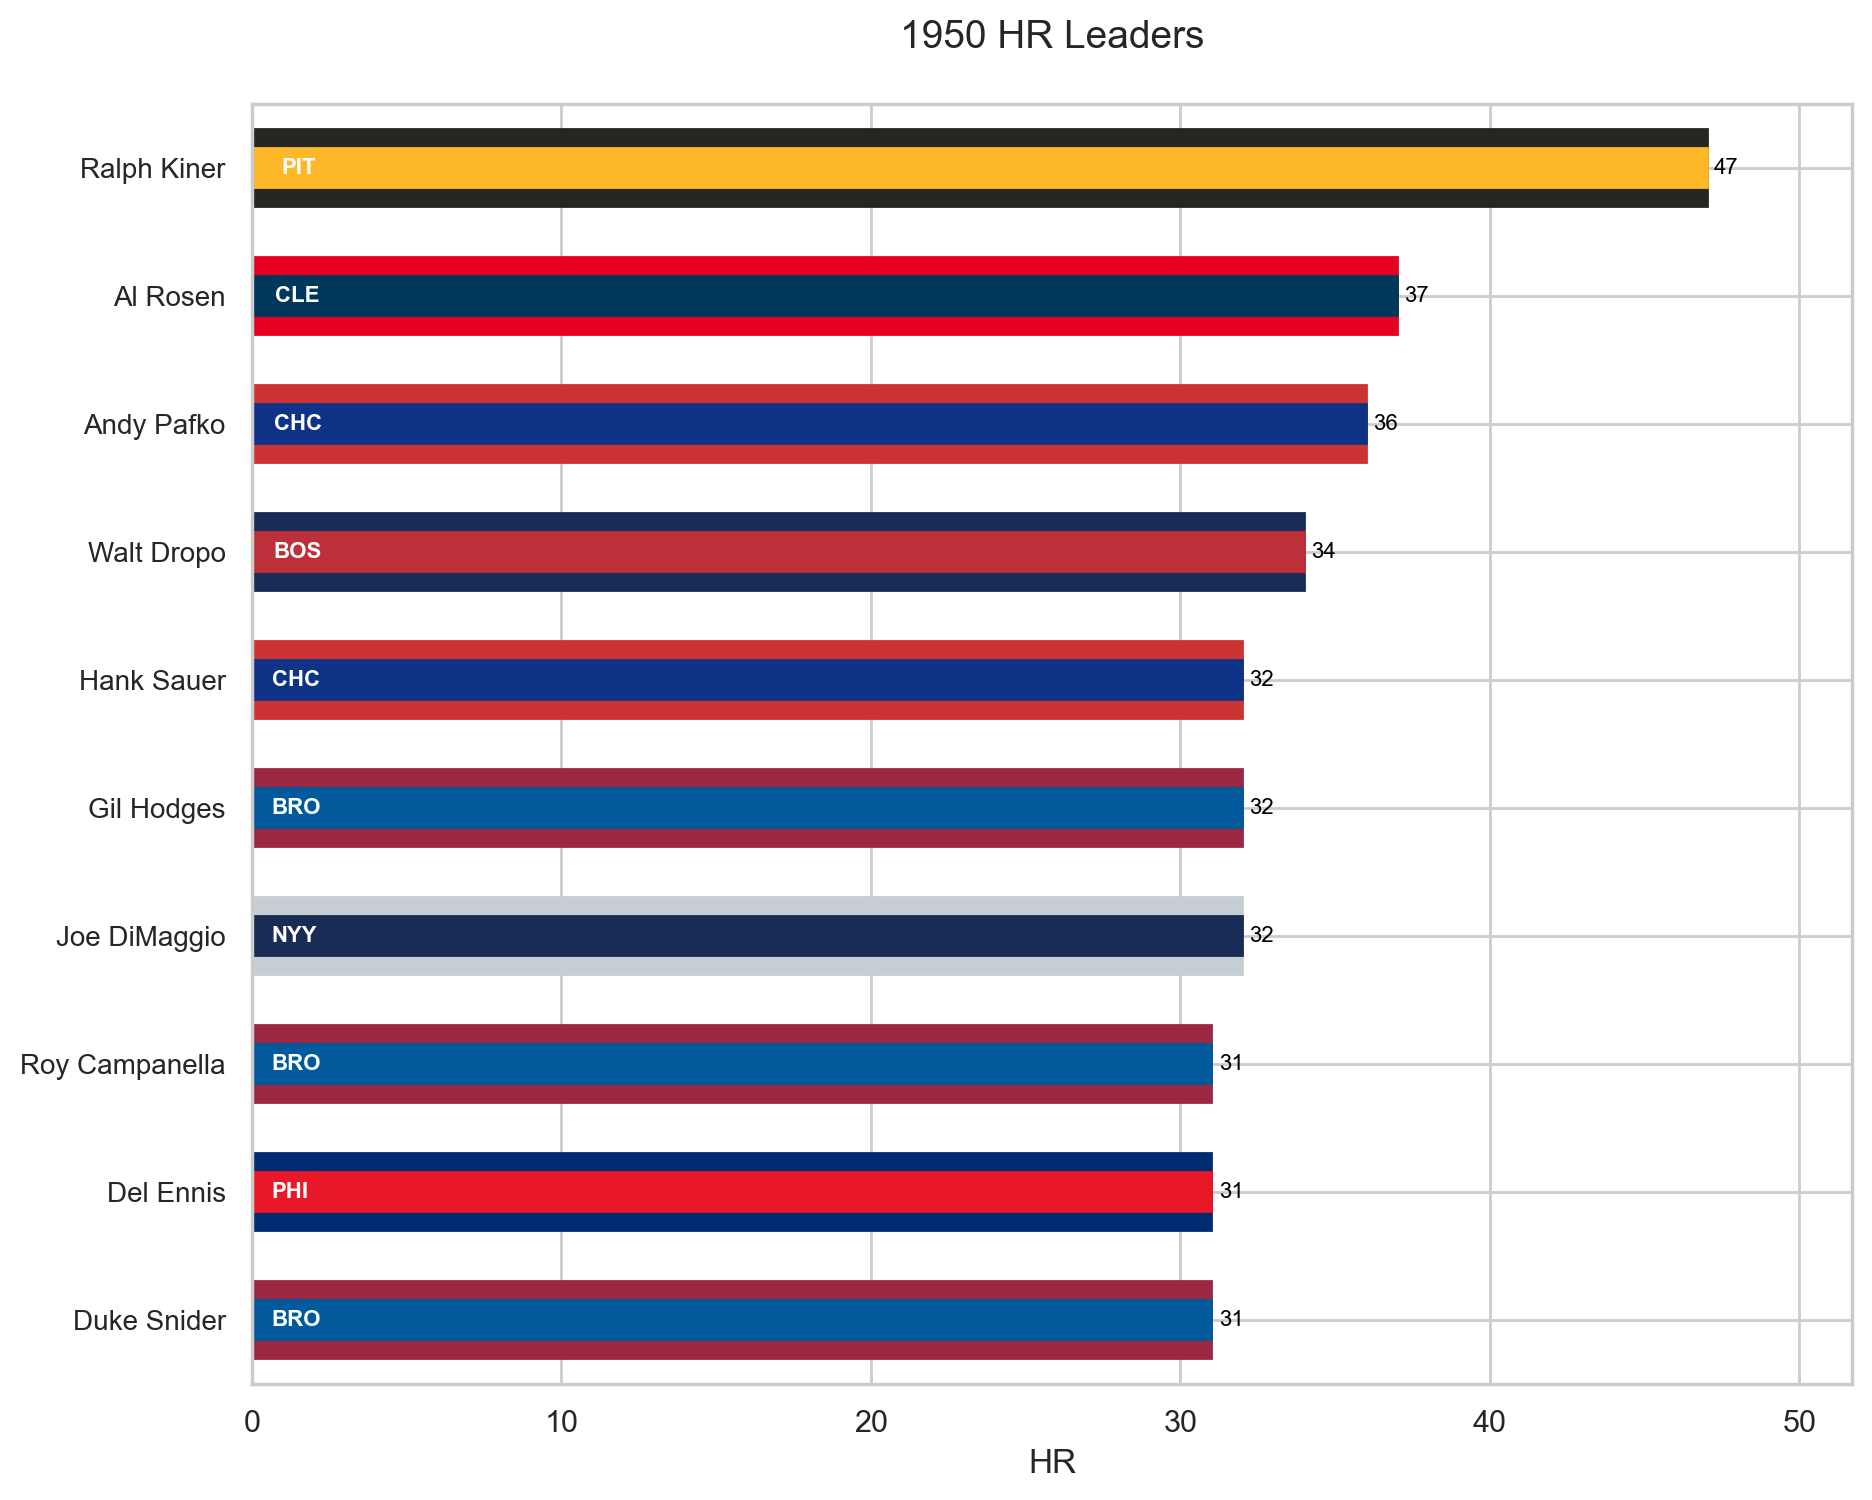 1950 HR Leaders
Ralph Kiner PIT 47
Al Rosen CLE 37
Andy Pafko CHC 36
Walt Dropo BOS 34
Hank Sauer CHC 32
Gil Hodges BRO 32
Joe DiMaggio NYY 32
Roy Campanella BRO 31
Del Ennis PHI 31
Duke Snider BRO 31
0 10 20 30 40 50
HR